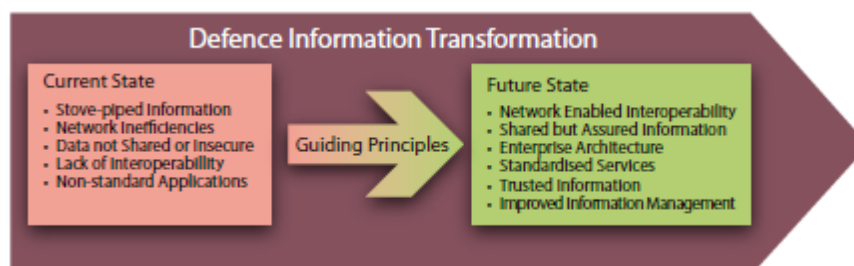 Defence Information Transformation
Current State
• Stove-piped Information
• Network Inefficiencies
• Data not Shared or Insecure
• Lack of Interoperabillity
• Non-standard Applications
Guiding Principles
Future State
• Network Enabled Interoperability
• Shared but Assured Information
• Enterprise Architecture
• Standardised Services
• Trusted Information
• Improved Information Management